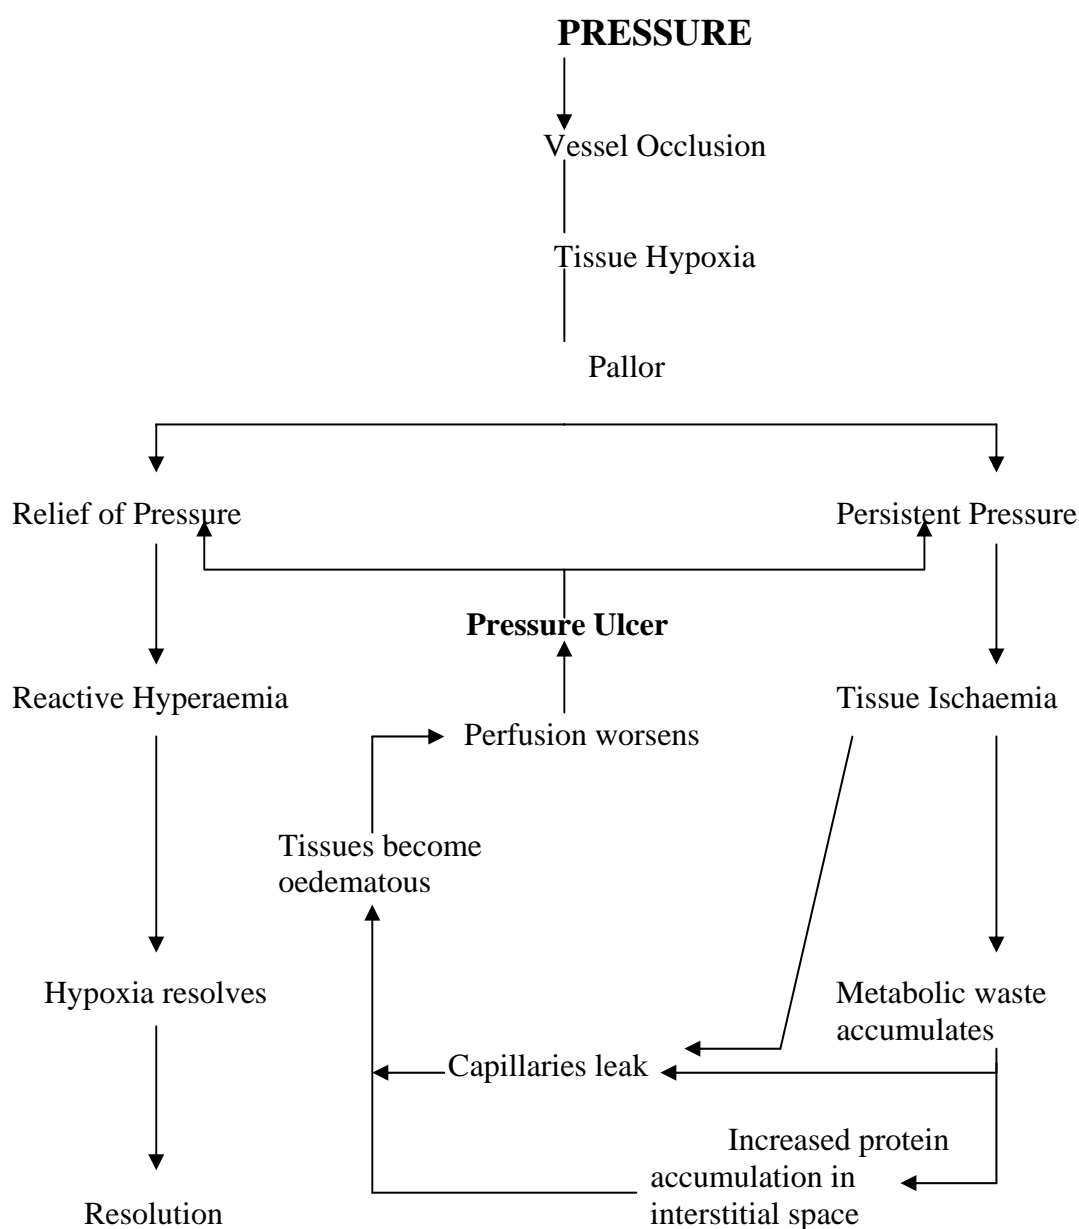 PRESSURE
Vessel Occlusion
Tissue Hypoxia
Pallor
Relief of Pressure
Persistent Pressure
Pressure Ulcer
Reactive Hyperaemia
Tissue Ischaemia
Perfusion worsens
Tissues become
oedematous
Hypoxia resolves
Metabolic waste
accumulates
Capillaries leak
Increased protein
accumulation in
interstitial space
Resolution